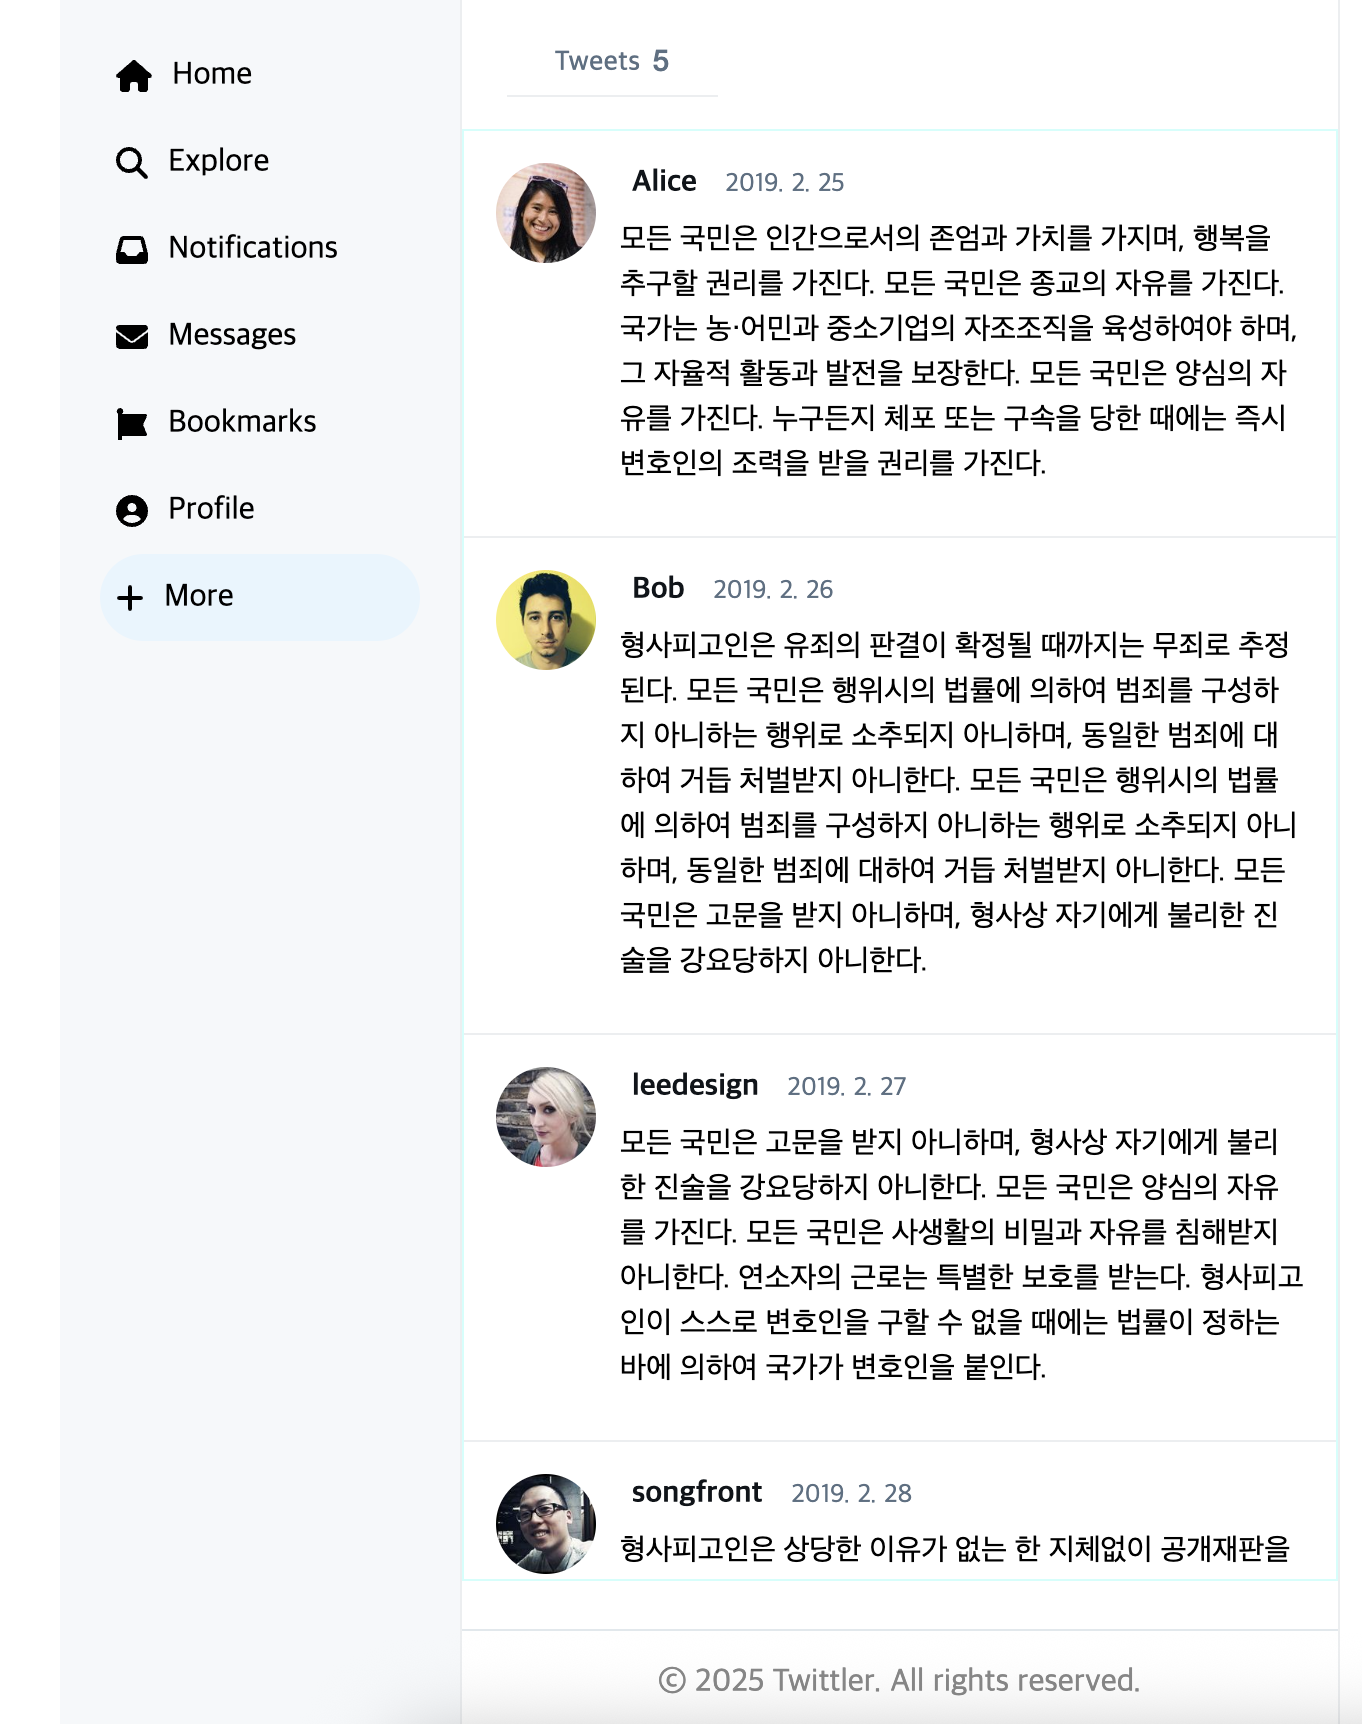 Home
Explore
Notifications
Messages
Bookmarks
Profile
More
Tweets 5
Alice 2019. 2. 25
모든 국민은 인간으로서의 존엄과 가치를 가지며, 행복을
추구할 권리를 가진다. 모든 국민은 종교의 자유를 가진다.
국가는 농·어민과 중소기업의 자조조직을 육성하여야 하며,
그 자율적 활동과 발전을 보장한다. 모든 국민은 양심의 자
유를 가진다. 누구든지 체포 또는 구속을 당한 때에는 즉시
변호인의 조력을 받을 권리를 가진다.
Bob 2019. 2. 26
형사피고인은 유죄의 판결이 확정될 때까지는 무죄로 추정
된다. 모든 국민은 행위시의 법률에 의하여 범죄를 구성하
지 아니하는 행위로 소추되지 아니하며, 동일한 범죄에 대
하여 거듭 처벌받지 아니한다. 모든 국민은 행위시의 법률
에 의하여 범죄를 구성하지 아니하는 행위로 소추되지 아니
하며, 동일한 범죄에 대하여 거듭 처벌받지 아니한다. 모든
국민은 고문을 받지 아니하며, 형사상 자기에게 불리한 진
술을 강요당하지 아니한다.
leedesign 2019. 2. 27
모든 국민은 고문을 받지 아니하며, 형사상 자기에게 불리
한 진술을 강요당하지 아니한다. 모든 국민은 양심의 자유
를 가진다. 모든 국민은 사생활의 비밀과 자유를 침해받지
아니한다. 연소자의 근로는 특별한 보호를 받는다. 형사피고
인이 스스로 변호인을 구할 수 없을 때에는 법률이 정하는
바에 의하여 국가가 변호인을 붙인다.
songfront 2019. 2. 28
형사피고인은 상당한 이유가 없는 한 지체없이 공개재판을
© 2025 Twittler. All rights reserved.